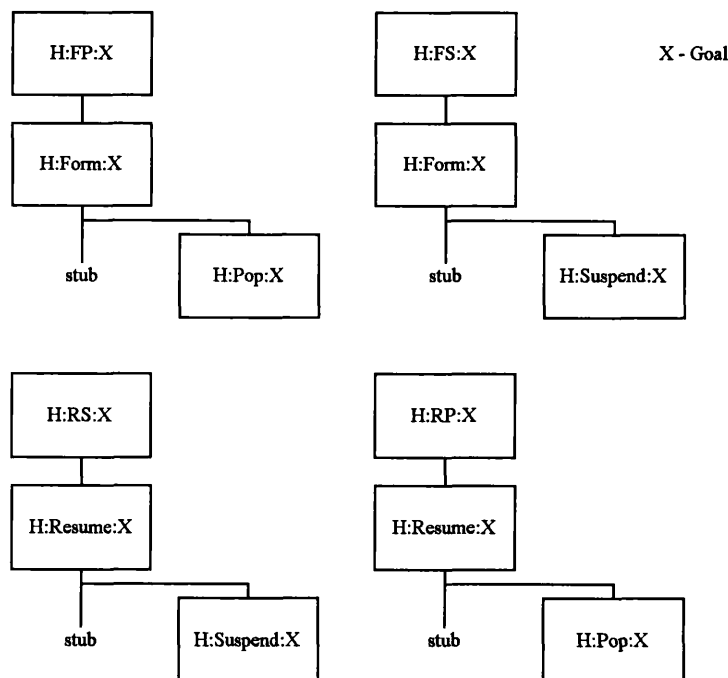 H:FP:X
H:FS:X
X - Goal
H:Form:X
H:Form:X
stub
H:Pop:X
stub
H:Suspend:X
H:RS:X
H:RP:X
H:Resume:X
H:Resume:X
stub
H:Suspend:X
stub
H:Pop:X